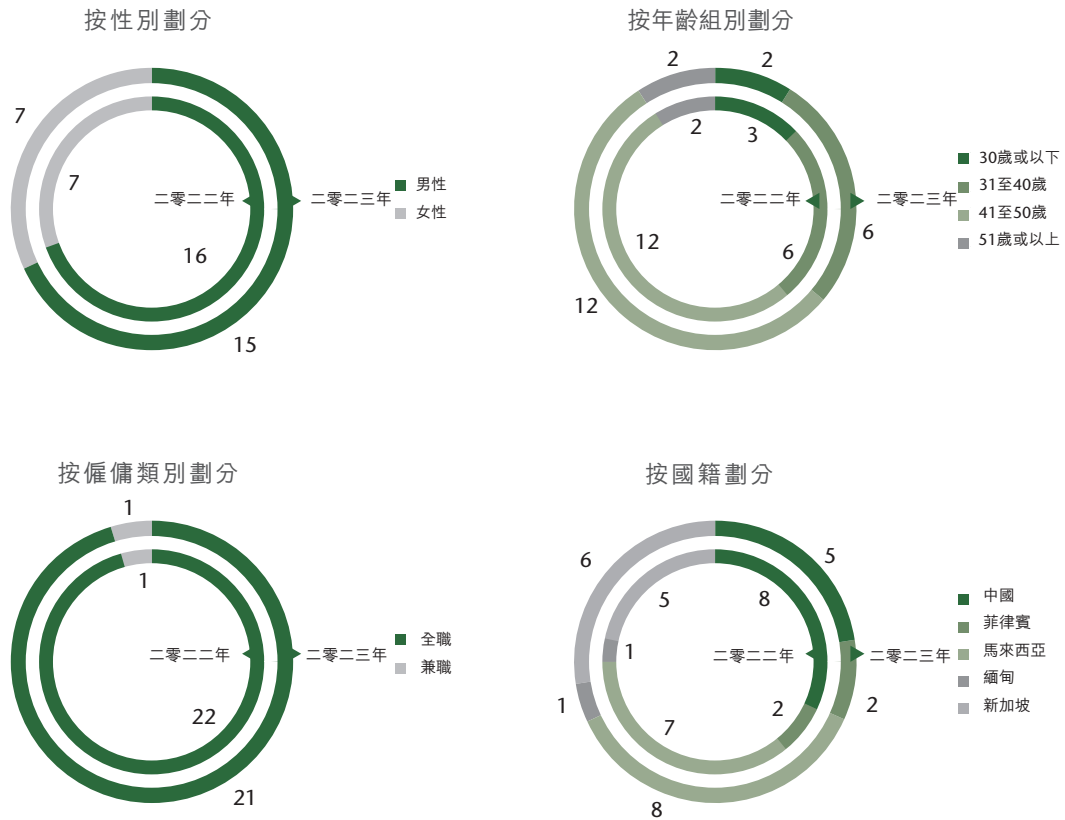 按性別劃分
7
7
二零二二年
二零二三年
16
15
男性
女性
按年齡組別劃分
2
2
2
3
二零二二年
二零二三年
12
6
6
12
30歲或以下
31至40歲
41至50歲
51歲或以上
按僱傭類別劃分
1
1
二零二二年
二零二三年
22
21
全職
兼職
按國籍劃分
6
5
5
8
1
二零二二年
二零二三年
1
2
2
7
8
中國
菲律賓
馬來西亞
緬甸
新加坡